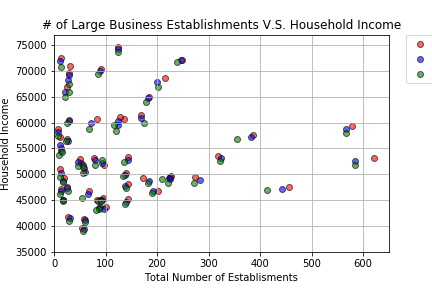 # of Large Business Establishments V.S. Household Income
75000
70000
65000
60000
55000
50000
45000
40000
35000
Household Income
0 100 200 300 400 500 600
Total Number of Establisments